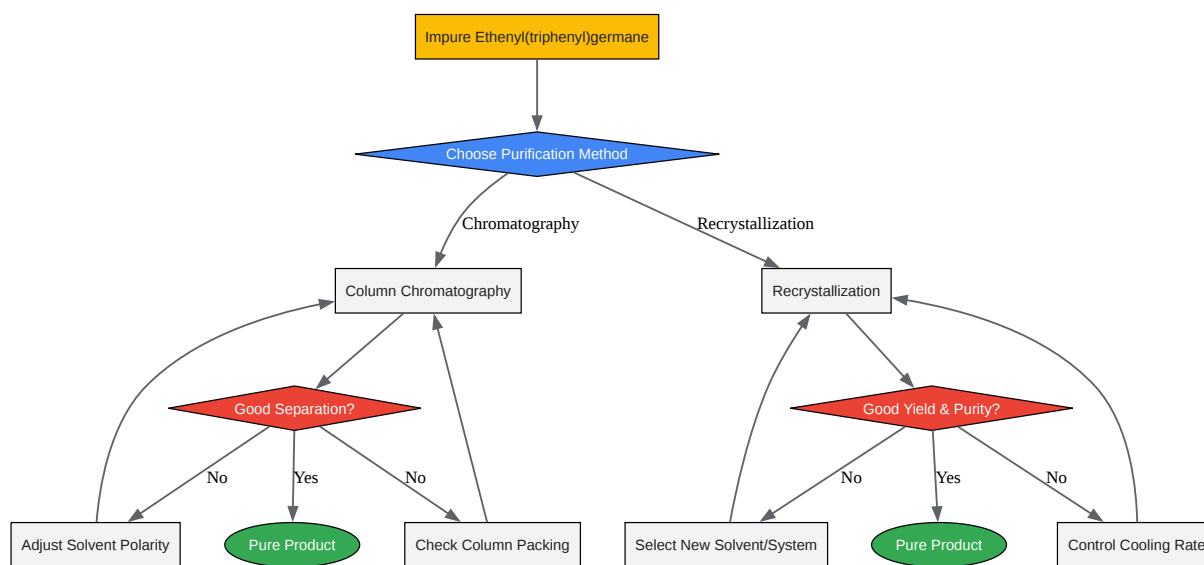 Impure Ethenyl(triphenyl)germane
Choose Purification Method
Chromatography
Recrystallization
Column Chromatography
Recrystallization
Good Separation?
Good Yield & Purity?
No
Yes
No
No
Yes
No
Adjust Solvent Polarity
Pure Product
Check Column Packing
Select New Solvent/System
Pure Product
Control Cooling Rate